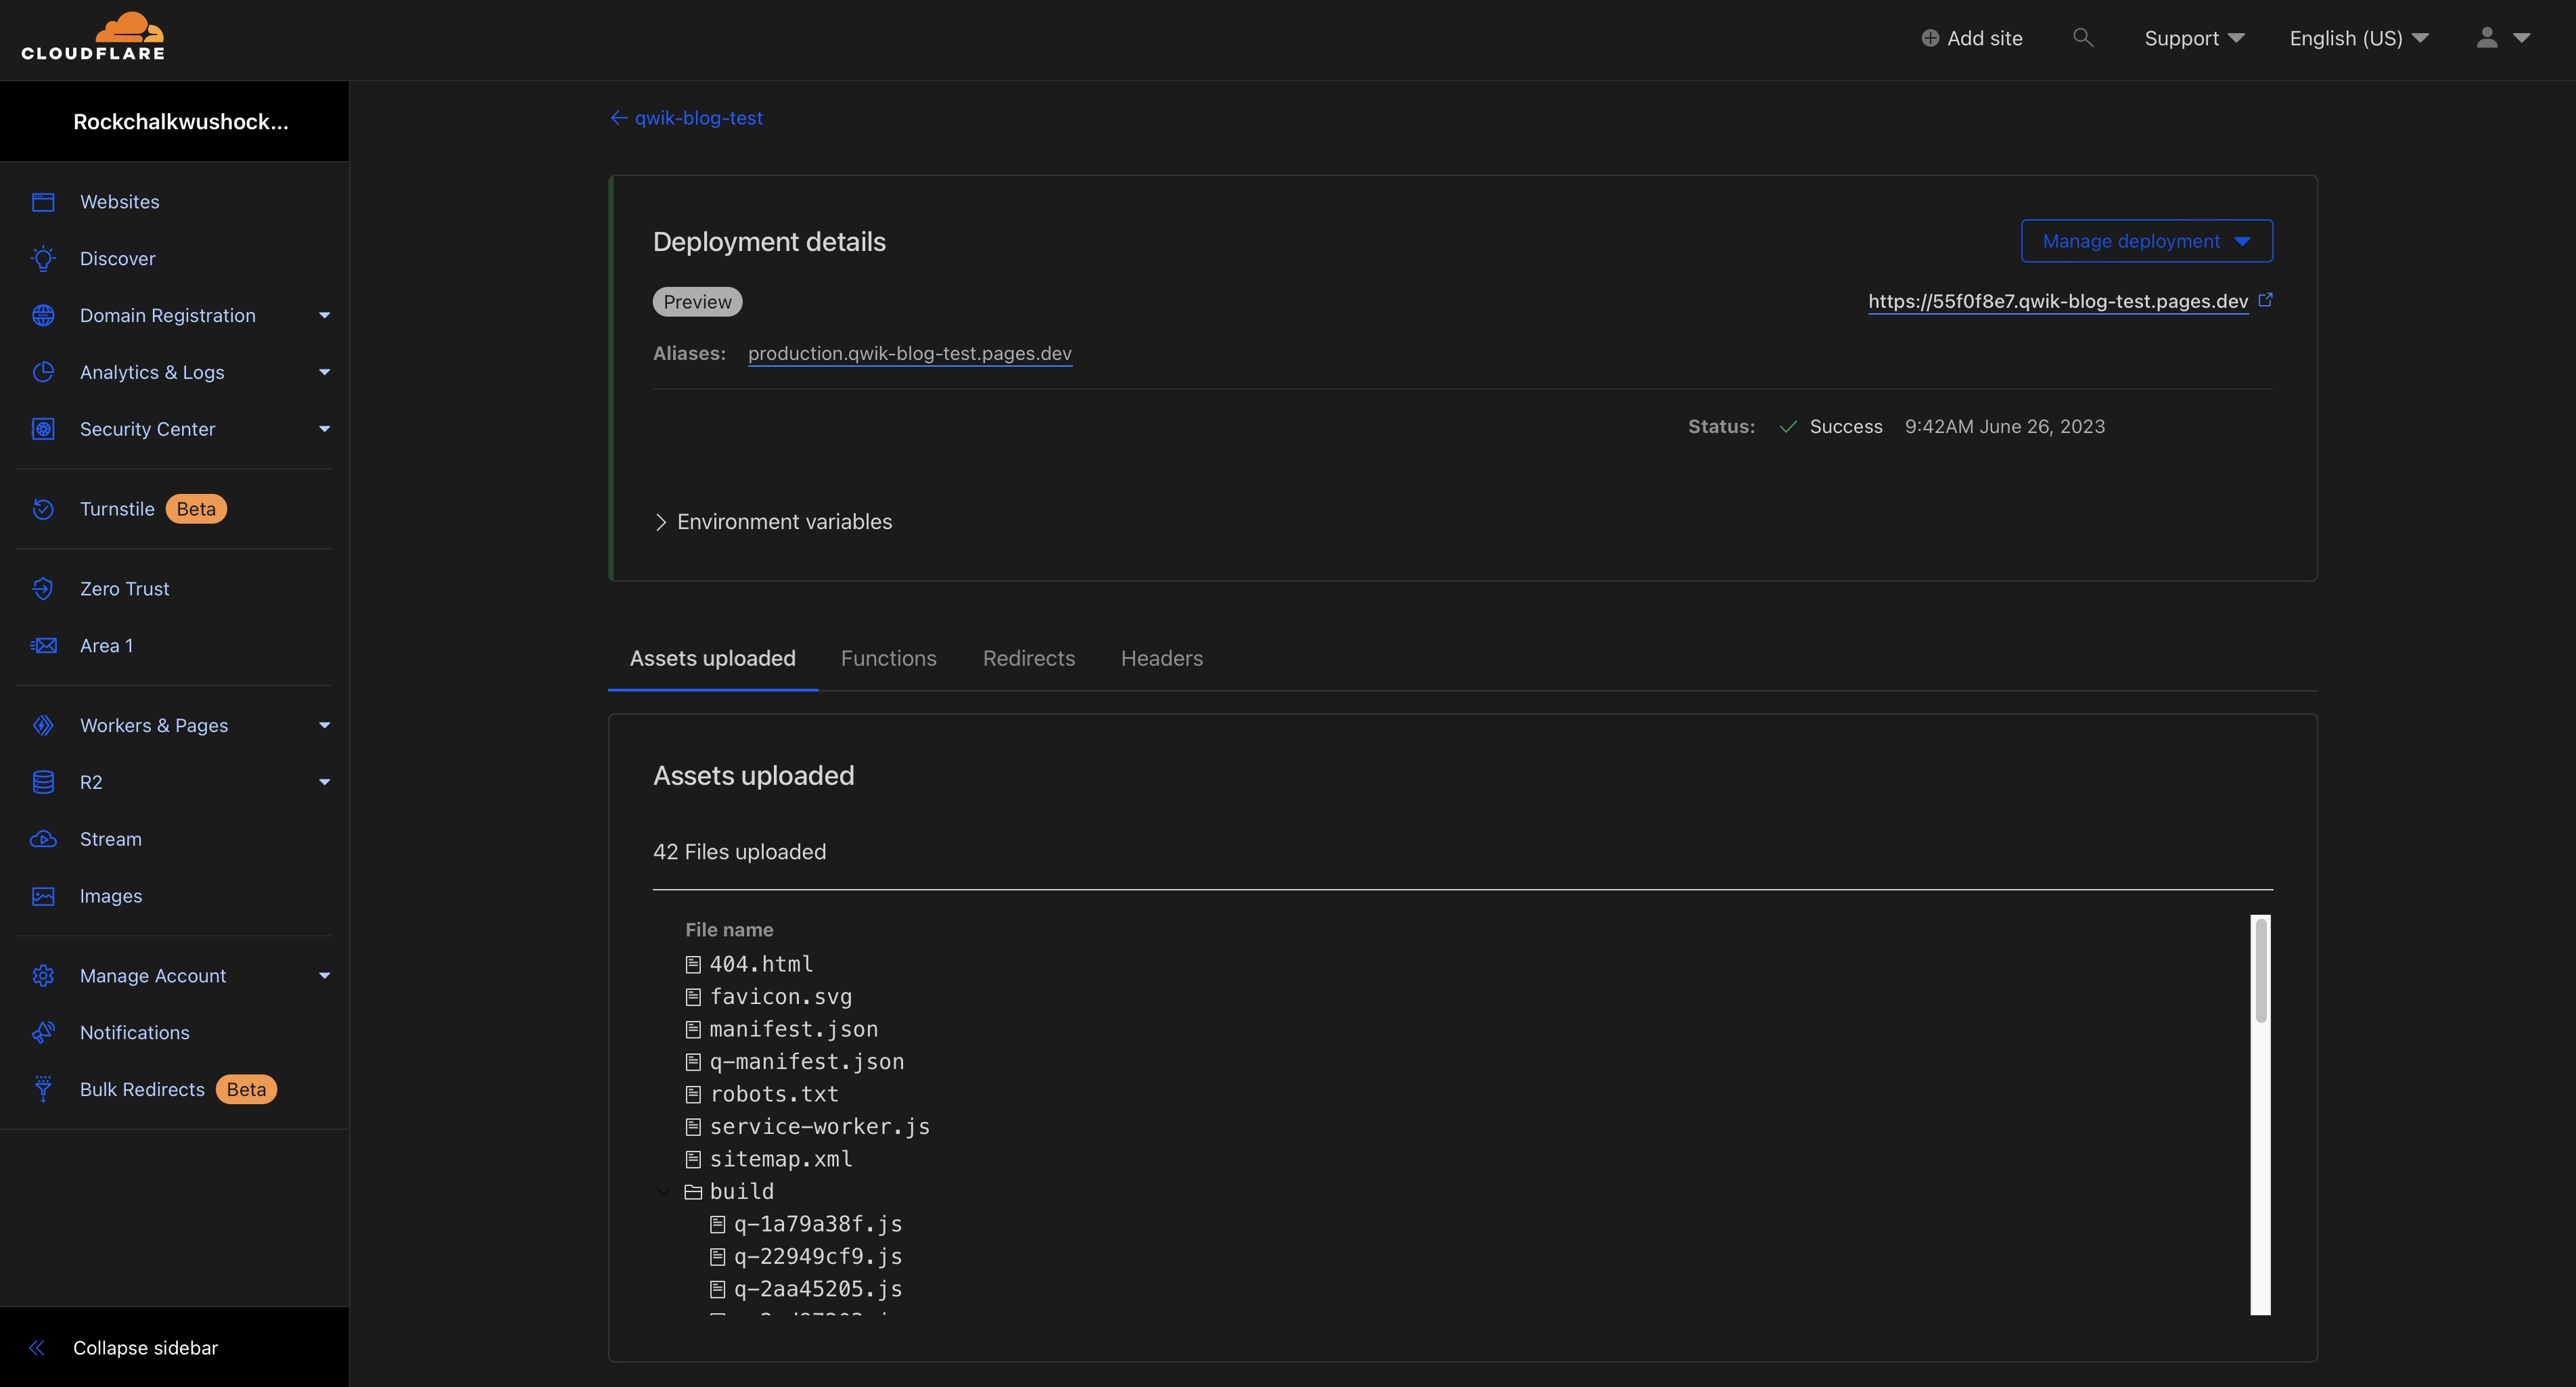 CLOUDFLARE
Add site
Support
English (US)
Rockchalkwushock...
Websites
Discover
Domain Registration
Analytics & Logs
Security Center
Turnstile Beta
Zero Trust
Area 1
Workers & Pages
R2
Stream
Images
Manage Account
Notifications
Bulk Redirects Beta
Collapse sidebar
← qwik-blog-test
Deployment details
Manage deployment
Preview
https://55f0f8e7.qwik-blog-test.pages.dev
Aliases: production.qwik-blog-test.pages.dev
Status: Success 9:42AM June 26, 2023
Environment variables
Assets uploaded Functions Redirects Headers
Assets uploaded
42 Files uploaded
File name
404.html
favicon.svg
manifest.json
q-manifest.json
robots.txt
service-worker.js
sitemap.xml
build
q-1a79a38f.js
q-22949cf9.js
q-2aa45205.js